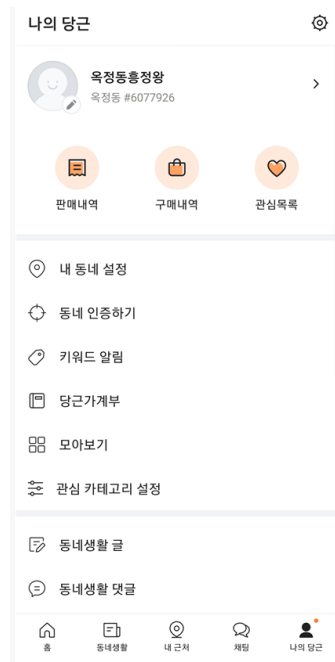 나의 당근
옥정동흥정왕
옥정동 #6077926
판매내역
구매내역
관심목록
내 동네 설정
동네 인증하기
키워드 알림
당근가계부
모아보기
관심 카테고리 설정
동네생활 글
동네생활 댓글
홈
동네생활
내 근처
채팅
나의 당근